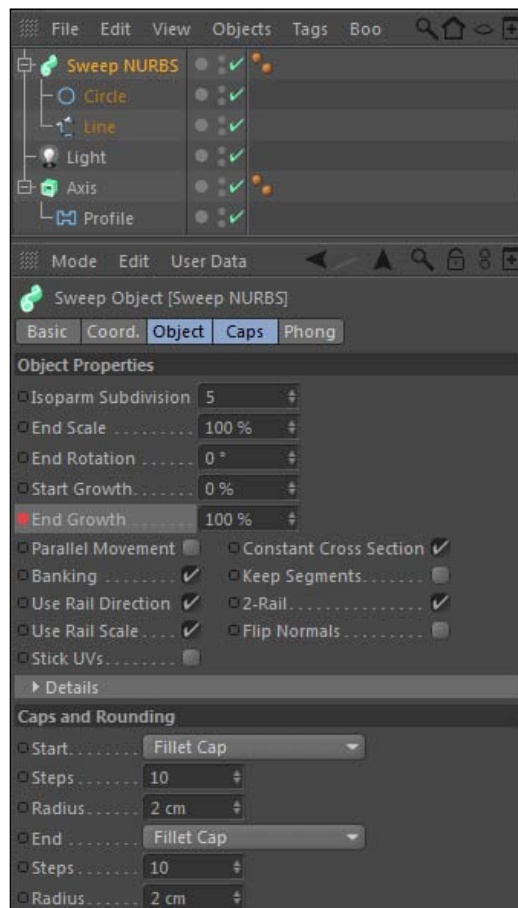 File Edit View Objects Tags Boo
Sweep NURBS
Circle
Line
Light
Axis
Profile
Mode Edit User Data
Sweep Object [Sweep NURBS]
Basic Coord. Object Caps Phong
Object Properties
Isoparm Subdivision 5
End Scale ......... 100 %
End Rotation ...... 0 °
Start Growth....... 0 %
End Growth ....... 100 %
Parallel Movement Constant Cross Section
Banking ........ Keep Segments.......
Use Rail Direction 2-Rail..............
Use Rail Scale.... Flip Normals.........
Stick UVs........
Details
Caps and Rounding
Start........ Fillet Cap
Steps....... 10
Radius...... 2 cm
End ......... Fillet Cap
Steps....... 10
Radius...... 2 cm